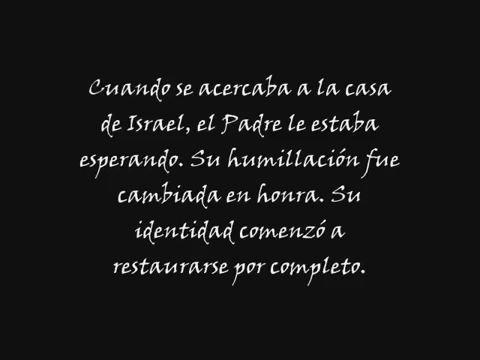 Cuando se acercaba a la casa
de Israel, el Padre le estaba
esperando. Su humillación fue
cambiada en honra. Su
identidad comenzó a
restaurarse por completo.